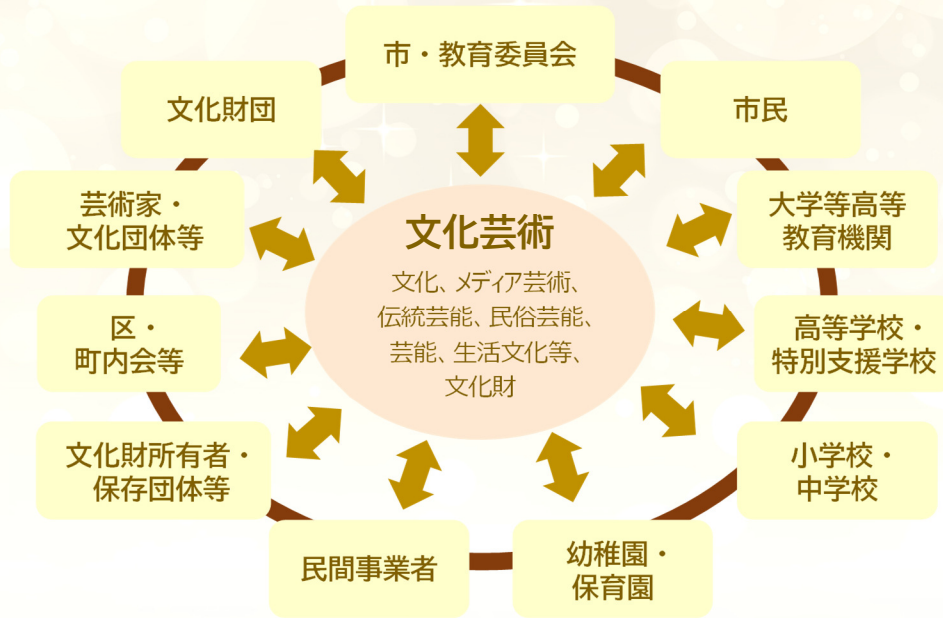 市・教育委員会
文化財団
市民
芸術家・
文化団体等
大学等高等
教育機関
文化芸術
文化、メディア芸術、
伝統芸能、民俗芸能、
芸能、生活文化等、
文化財
区・
町内会等
高等学校・
特別支援学校
文化財所有者・
保存団体等
小学校・
中学校
民間事業者
幼稚園・
保育園